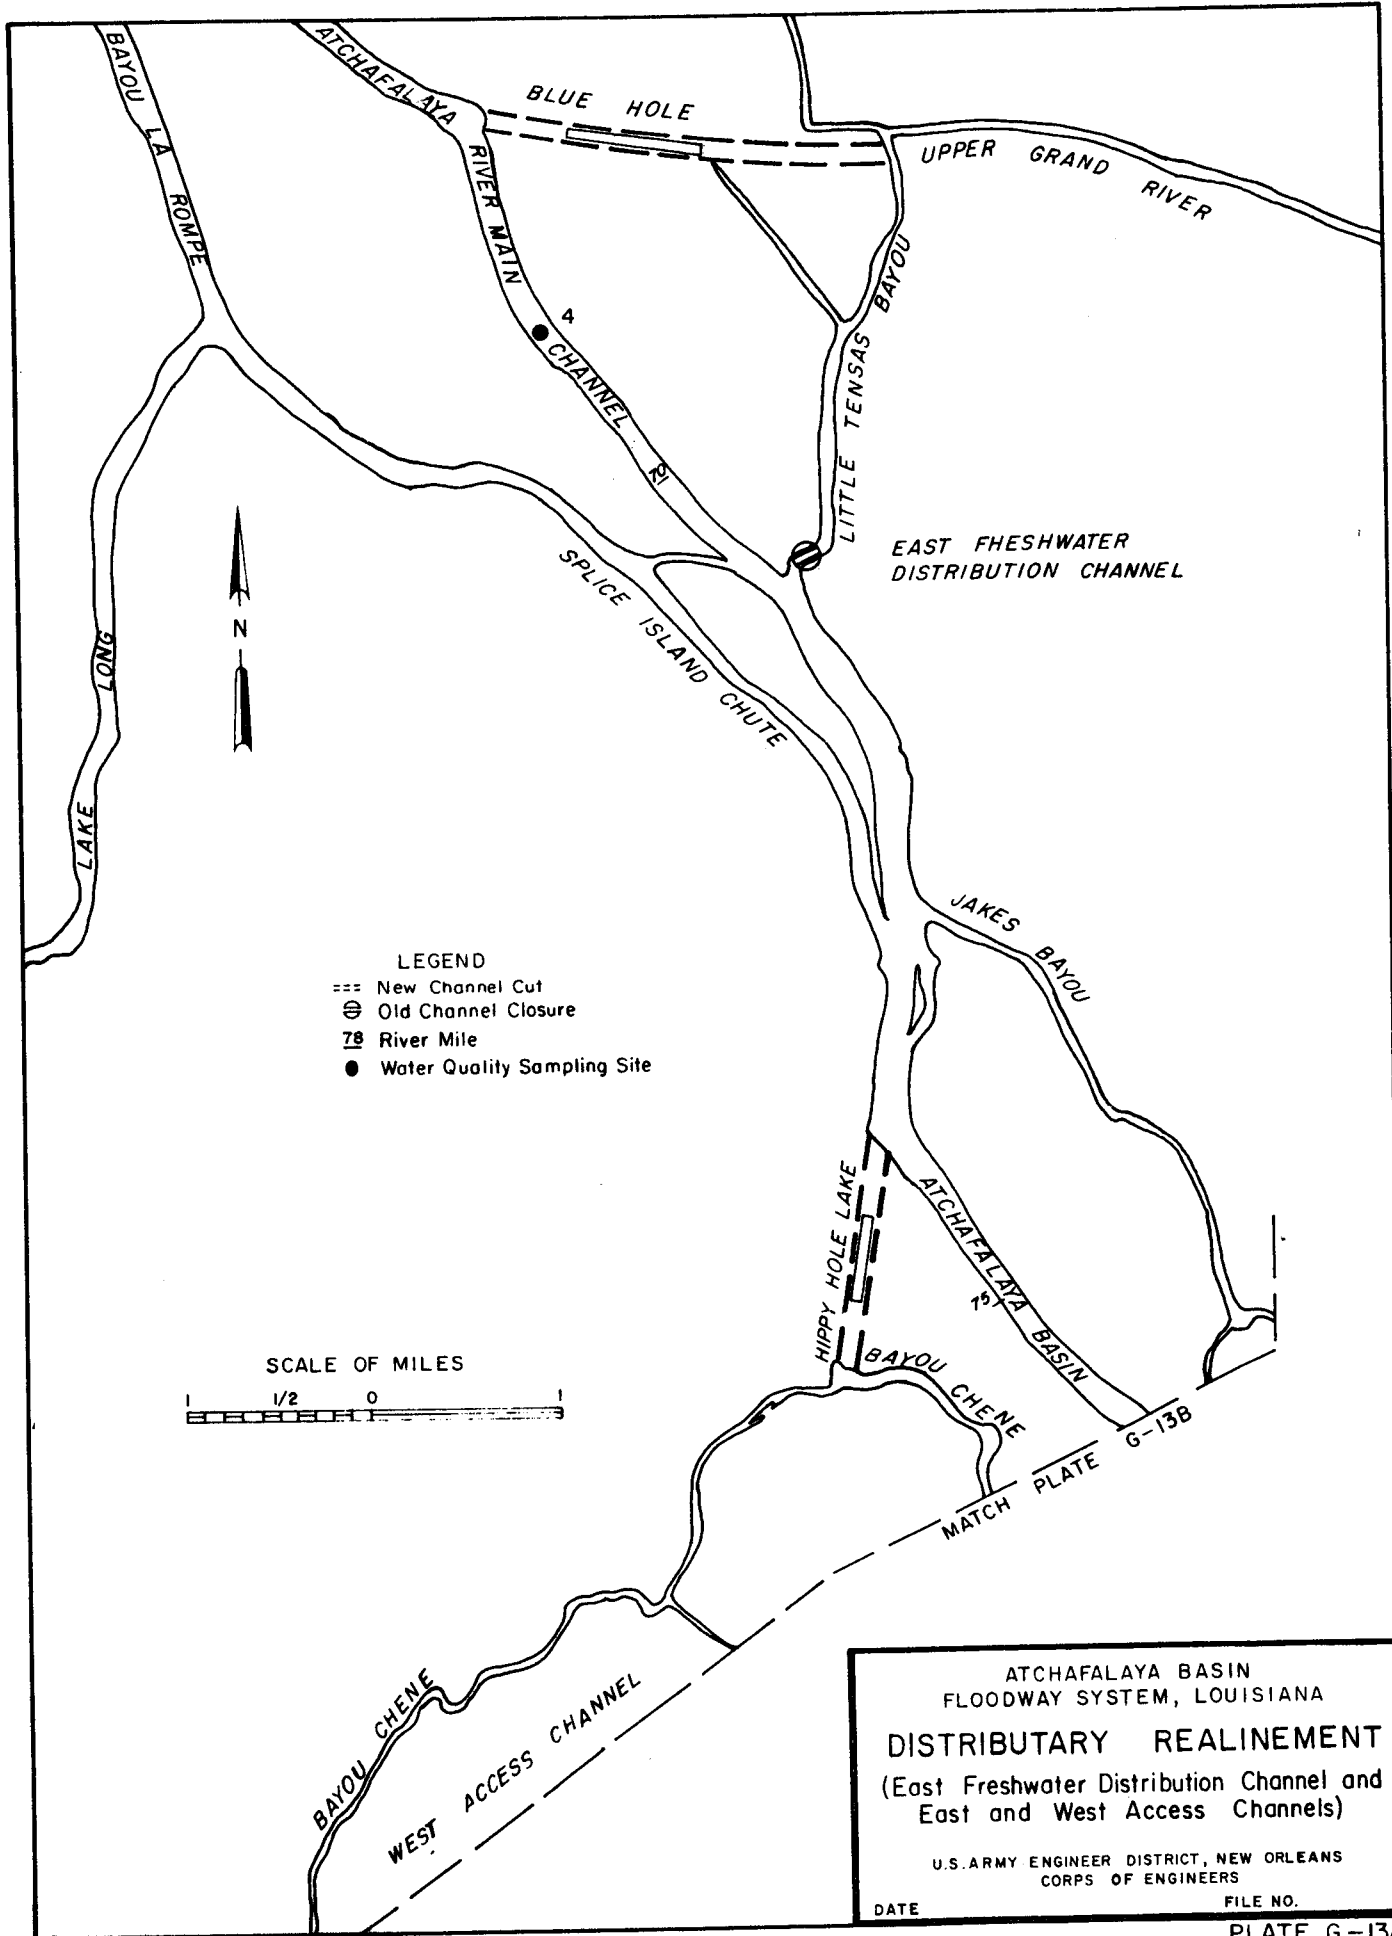 BAYOU LA ROMPE
ATCHAFALAYA RIVER MAIN CHANNEL
BLUE HOLE
UPPER GRAND RIVER
4
LITTLE TENSAS BAYOU
EAST FHESHWATER
DISTRIBUTION CHANNEL
SPLICE ISLAND CHUTE
N
LAKE LONG
JAKES BAYOU
LEGEND
=== New Channel Cut
Old Channel Closure
78 River Mile
Water Quality Sampling Site
HIPPY HOLE LAKE
ATCHAFALAYA BASIN
75
BAYOU CHENE
SCALE OF MILES
1 1/2 0 1
MATCH PLATE G-13B
BAYOU CHENE
WEST ACCESS CHANNEL
ATCHAFALAYA BASIN
FLOODWAY SYSTEM, LOUISIANA
DISTRIBUTARY REALINEMENT
(East Freshwater Distribution Channel and
East and West Access Channels)
U.S. ARMY ENGINEER DISTRICT, NEW ORLEANS
CORPS OF ENGINEERS
DATE FILE NO.
PLATE G-13